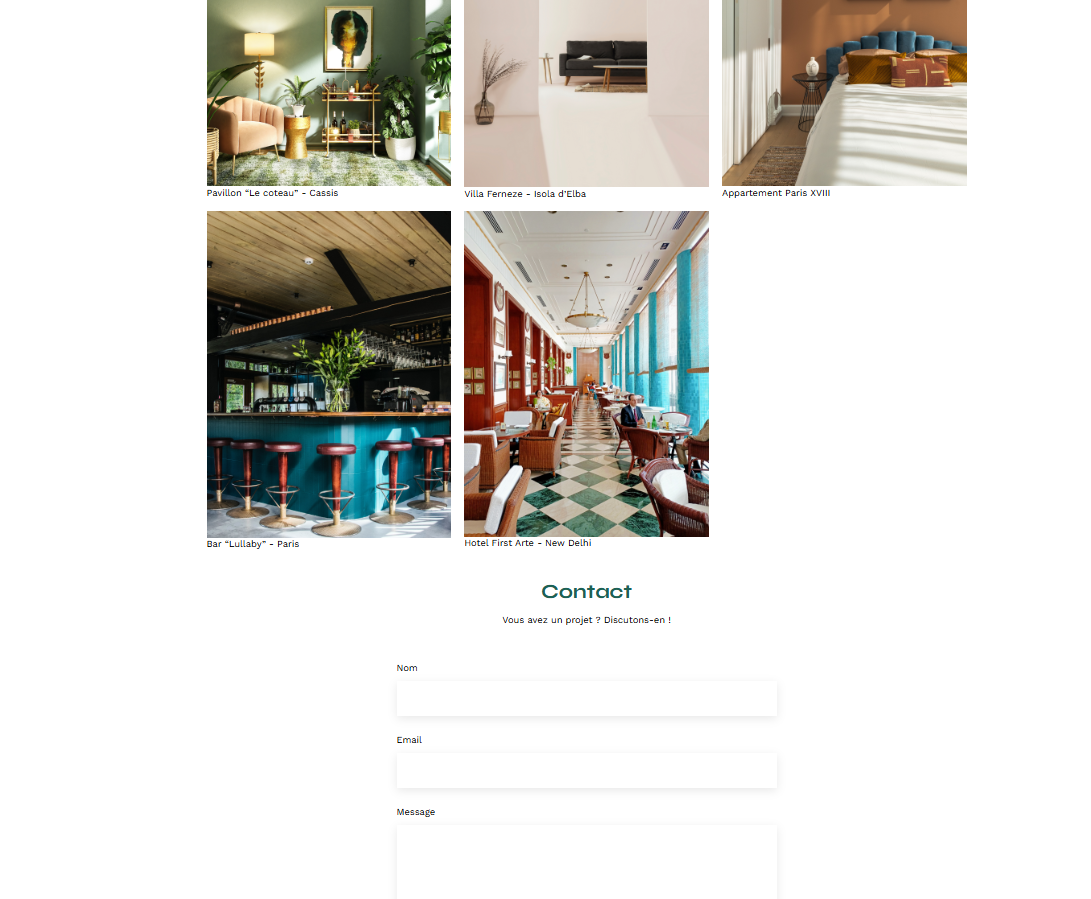 Pavillon “Le coteau” - Cassis
Villa Ferneze - Isola d’Elba
Appartement Paris XVIII
Bar “Lullaby” - Paris
Hotel First Arte - New Delhi
Contact
Vous avez un projet ? Discutons-en !
Nom
Email
Message